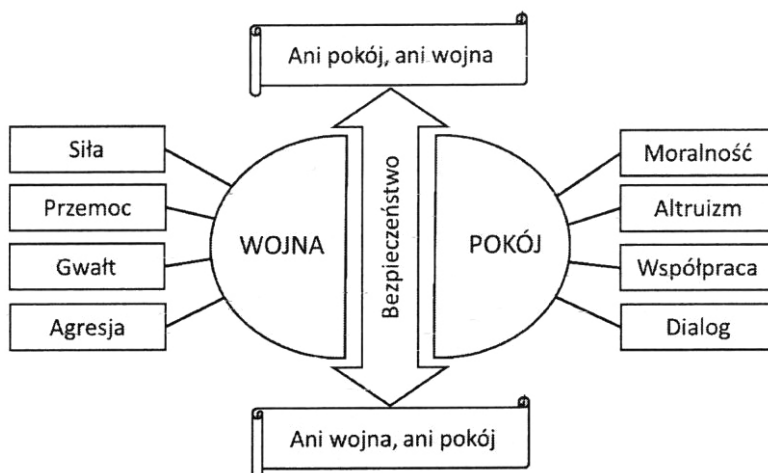 Ani pokój, ani wojna
Siła
Przemoc
Gwałt
Agresja
WOJNA
Bezpieczeństwo
POKÓJ
Moralność
Altruizm
Współpraca
Dialog
Ani wojna, ani pokój